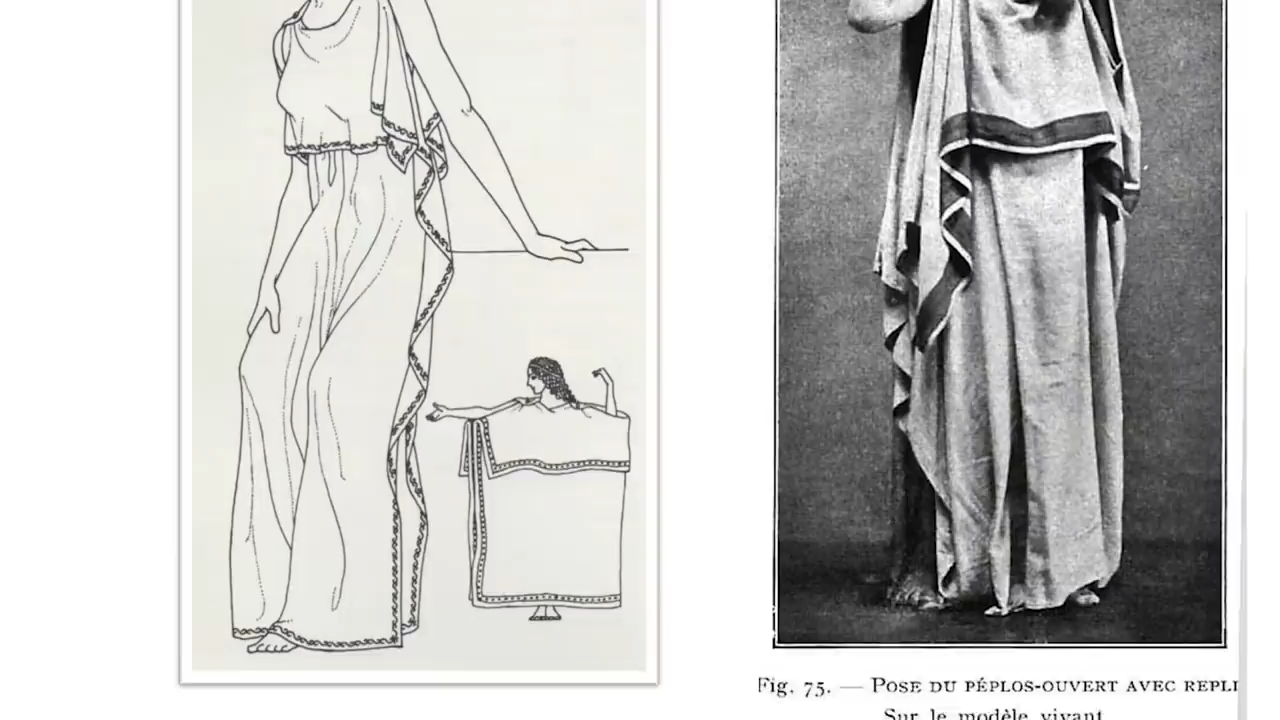 Fig. 75. — POSE DU PÉPLOS-OUVERT AVEC REPLI
Sur le modèle vivant